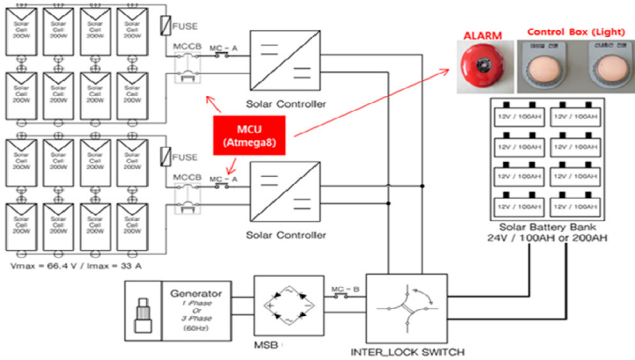 Solar Cell 200W
Solar Cell 200W
Solar Cell 200W
Solar Cell 200W
FUSE
MCCB
MC - A
Solar Cell 200W
Solar Cell 200W
Solar Cell 200W
Solar Cell 200W
Solar Controller
ALARM
Control Box (Light)
MCU
(Atmega8)
Solar Cell 200W
Solar Cell 200W
Solar Cell 200W
Solar Cell 200W
FUSE
MCCB
MC - A
Solar Cell 200W
Solar Cell 200W
Solar Cell 200W
Solar Cell 200W
Solar Controller
12V / 100AH
12V / 100AH
12V / 100AH
12V / 100AH
12V / 100AH
12V / 100AH
12V / 100AH
12V / 100AH
Solar Battery Bank
24V / 100AH or 200AH
Vmax = 66.4 V / Imax = 33 A
Generator
1 Phase
Or
3 Phase
(60Hz)
MSB
MC - B
INTER_LOCK SWITCH